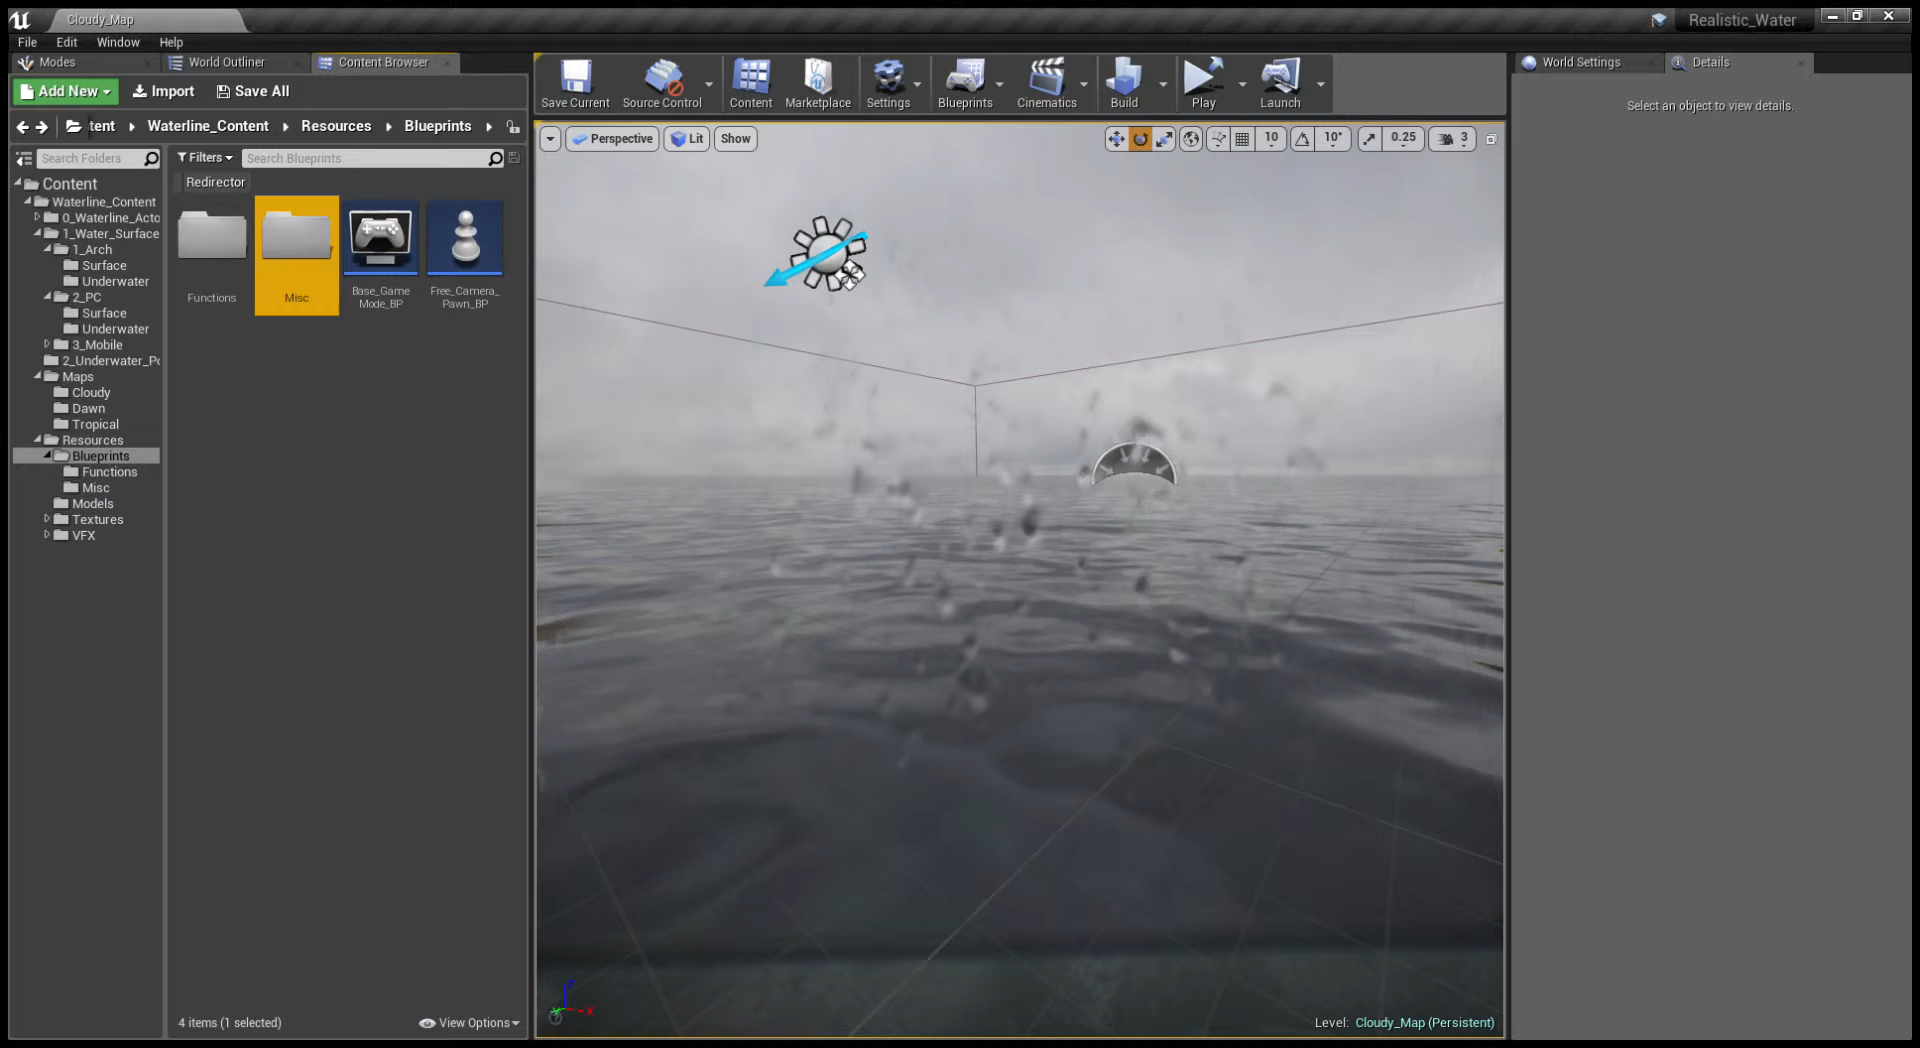 Cloudy_Map
Realistic_Water
File Edit Window Help
Modes World Outliner Content Browser
World Settings Details
Add New Import Save All
Save Current Source Control Content Marketplace Settings Blueprints Cinematics Build Play Launch
Select an object to view details.
tent Waterline_Content Resources Blueprints
Perspective Lit Show
10 10° 0.25 3
Search Folders
Filters Search Blueprints
Redirector
Content
Waterline_Content
0_Waterline_Acto
1_Water_Surface
1_Arch
Surface
Underwater
2_PC
Surface
Underwater
3_Mobile
2_Underwater_Po
Maps
Cloudy
Dawn
Tropical
Resources
Blueprints
Functions
Misc
Models
Textures
VFX
Functions
Misc
Base_Game
Mode_BP
Free_Camera_
Pawn_BP
4 items (1 selected)
View Options
Z
X
Level: Cloudy_Map (Persistent)